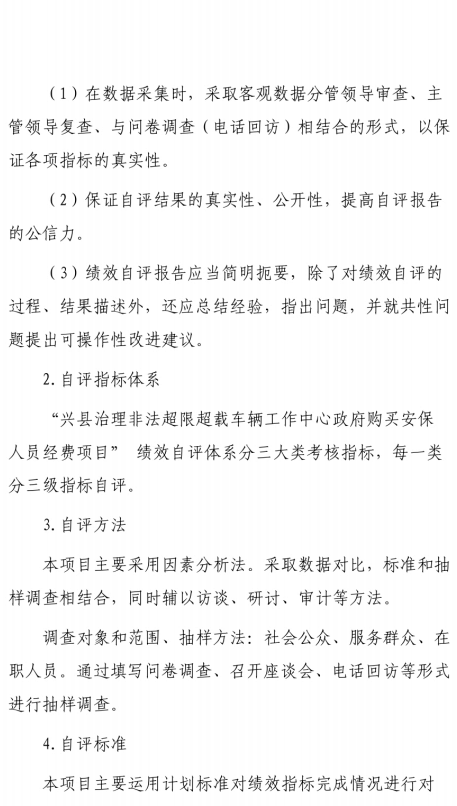 （1）在数据采集时，采取客观数据分管领导审查、主
管领导复查、与问卷调查（电话回访）相结合的形式，以保
证各项指标的真实性。
（2）保证自评结果的真实性、公开性，提高自评报告
的公信力。
（3）绩效自评报告应当简明扼要，除了对绩效自评的
过程、结果描述外，还应总结经验，指出问题，并就共性问
题提出可操作性改进建议。
2.自评指标体系
“兴县治理非法超限超载车辆工作中心政府购买安保
人员经费项目” 绩效自评体系分三大类考核指标，每一类
分三级指标自评。
3.自评方法
本项目主要采用因素分析法。采取数据对比，标准和抽
样调查相结合，同时辅以访谈、研讨、审计等方法。
调查对象和范围、抽样方法：社会公众、服务群众、在
职人员。通过填写问卷调查、召开座谈会、电话回访等形式
进行抽样调查。
4.自评标准
本项目主要运用计划标准对绩效指标完成情况进行对